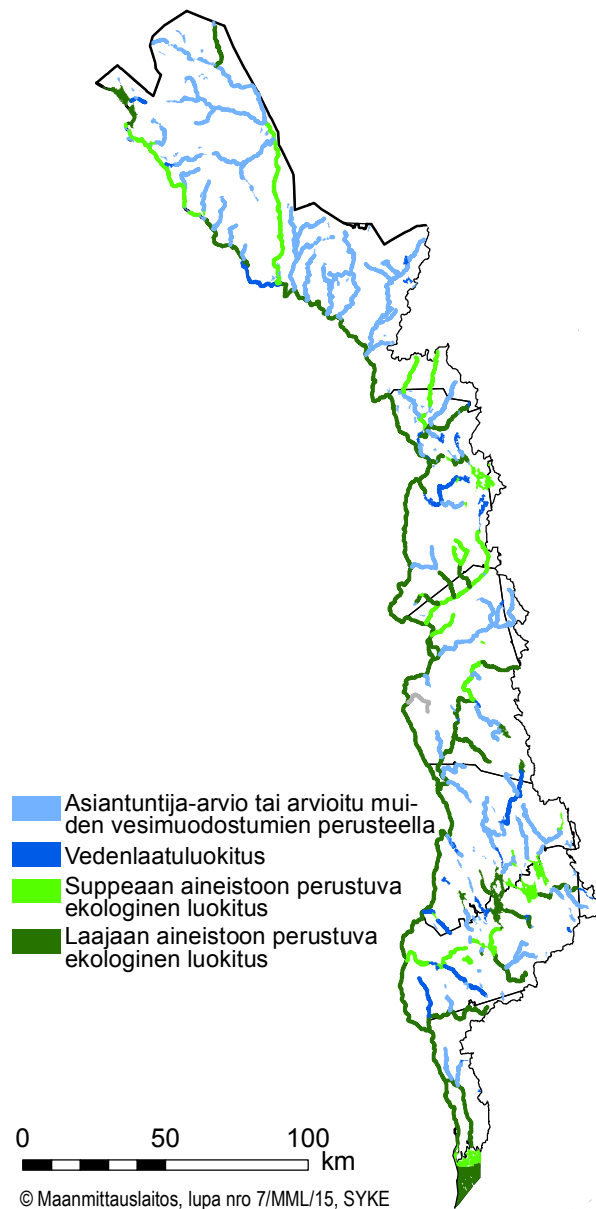 Asiantuntija-arvio tai arvioitu mui-
den vesimuodostumien perusteella
Vedenlaatuluokitus
Suppeaan aineistoon perustuva
ekologinen luokitus
Laajaan aineistoon perustuva
ekologinen luokitus
0 50 100
km
© Maanmittauslaitos, lupa nro 7/MML/15, SYKE